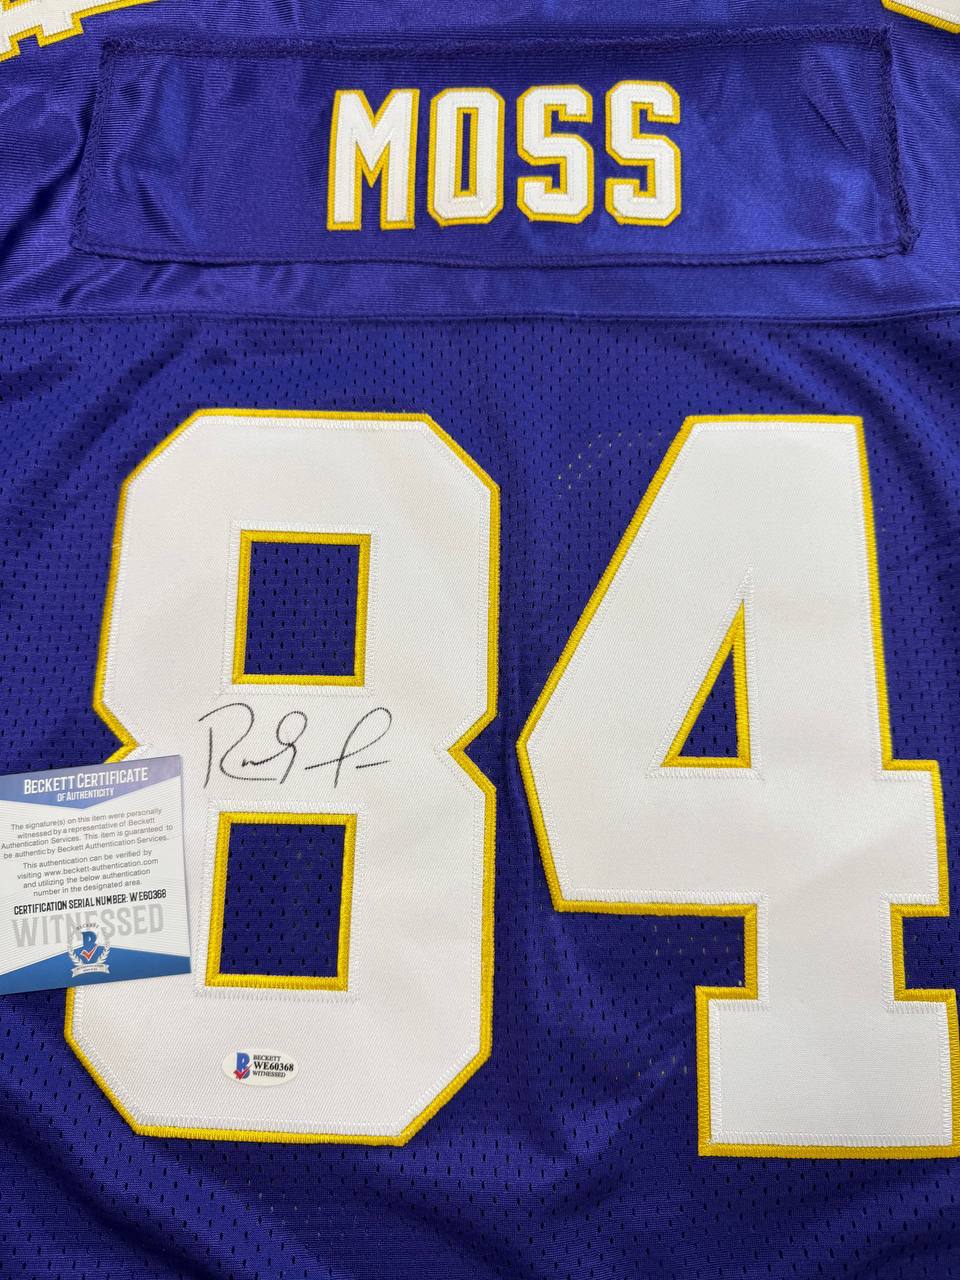 MOSS
84
BECKETT CERTIFICATE
OF AUTHENTICITY
The signature(s) on this item were personally
witnessed by a representative of Beckett
Authentication Services. This item is guaranteed to
be authentic by Beckett Authentication Services.
This authentication can be verified by
visiting www.beckett-authentication.com
and utilizing the below authentication
number in the designated area.
CERTIFICATION SERIAL NUMBER: WE60368
WITNESSED
BECKETT
B
B
BECKETT
WE60368
WITNESSED